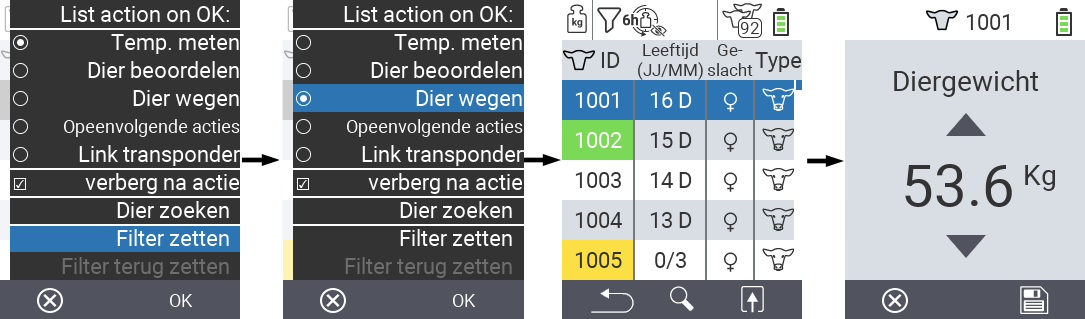 List action on OK:
Temp. meten
Dier beoordelen
Dier wegen
Opeenvolgende acties
Link transponder
verberg na actie
Dier zoeken
Filter zetten
Filter terug zetten
OK
List action on OK:
Temp. meten
Dier beoordelen
Dier wegen
Opeenvolgende acties
Link transponder
verberg na actie
Dier zoeken
Filter zetten
Filter terug zetten
OK
kg 6h 92
ID Leeftijd (JJ/MM) Ge- slacht Type
1001 16 D
1002 15 D
1003 14 D
1004 13 D
1005 0/3
1001
Diergewicht
53.6 Kg